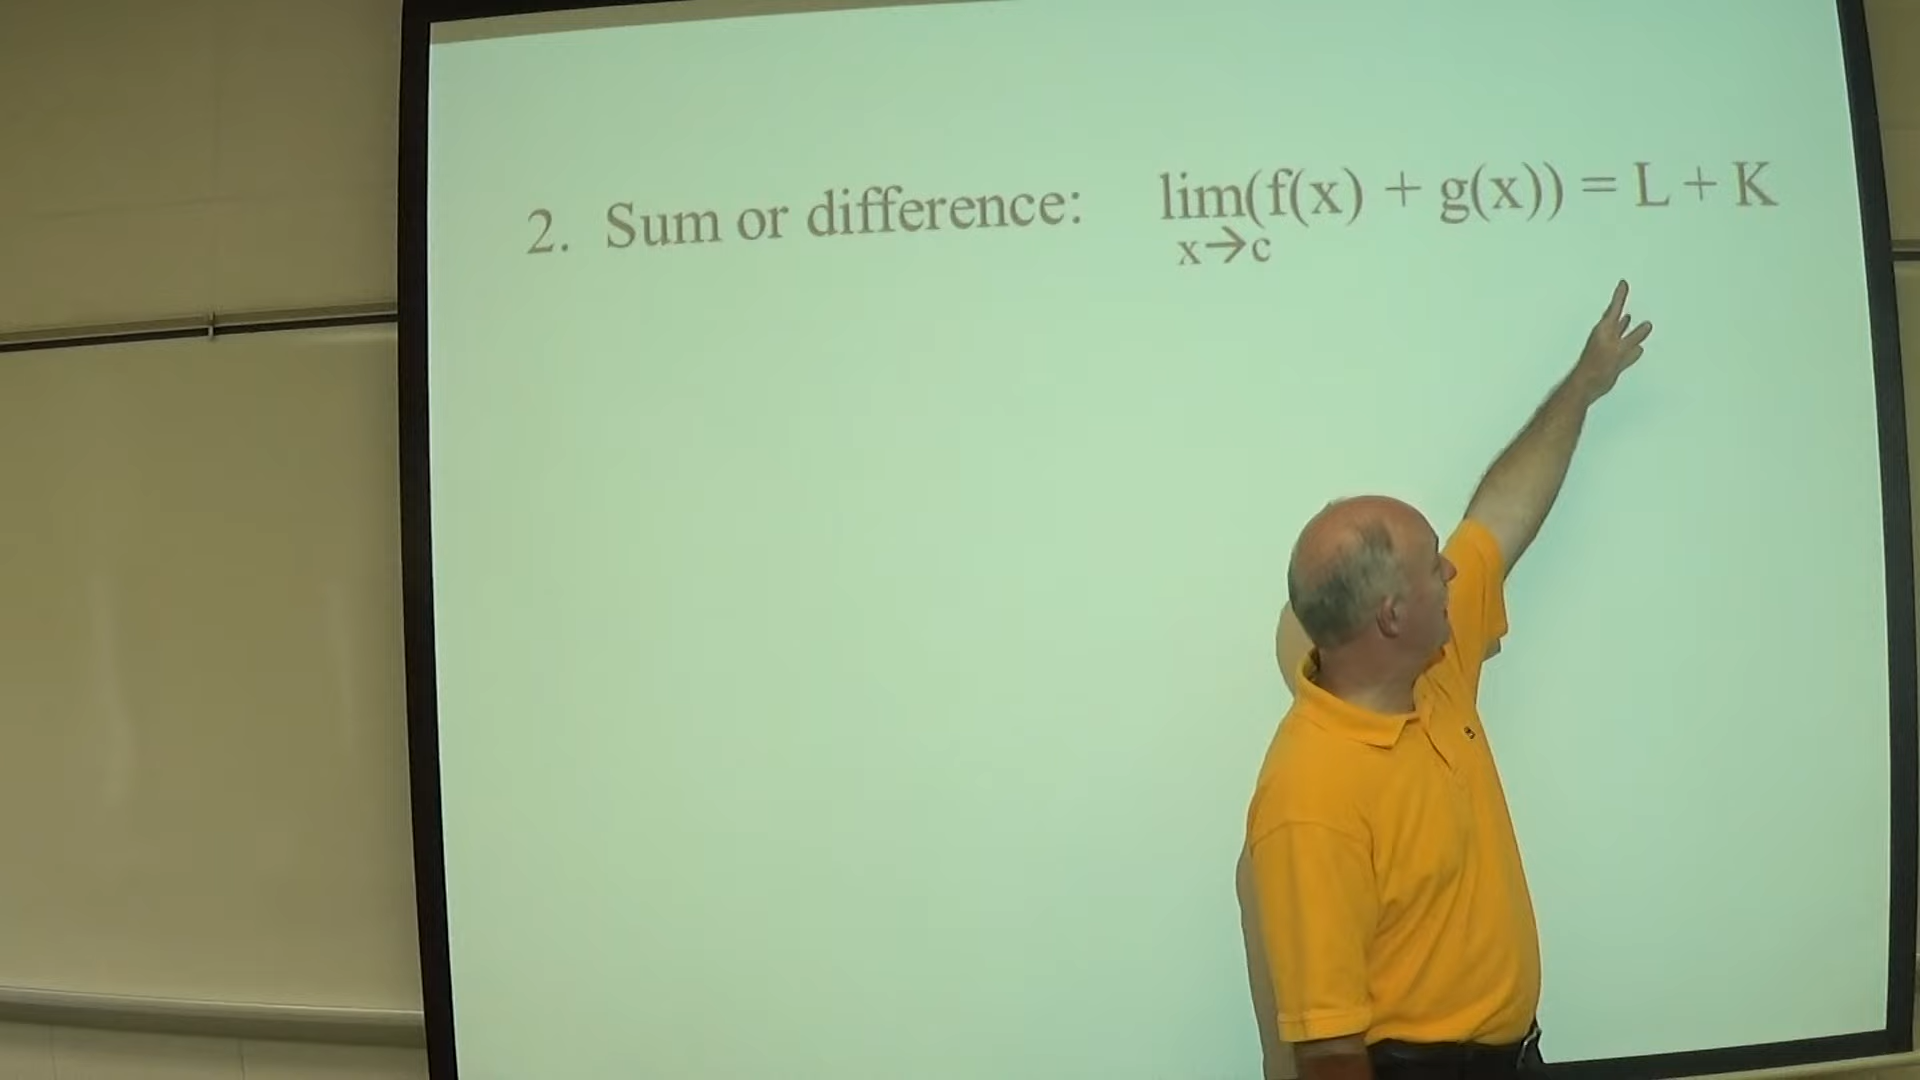 2. Sum or difference: lim(f(x) + g(x)) = L + K
x→c